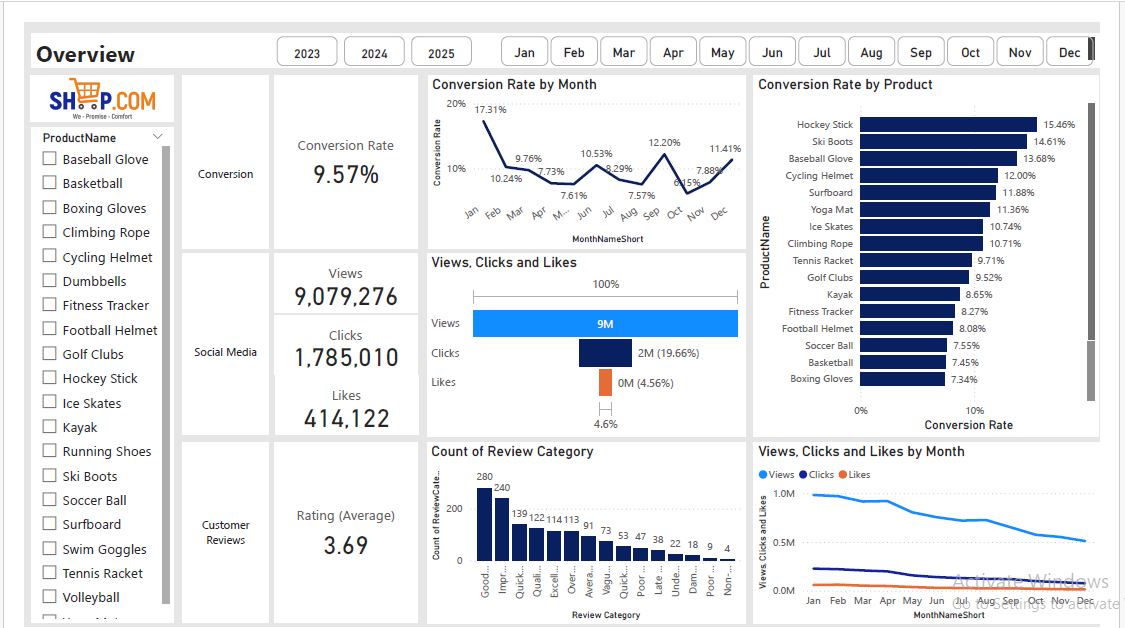 Overview
2023 2024 2025 Jan Feb Mar Apr May Jun Jul Aug Sep Oct Nov Dec
SHOP.COM
We - Promise - Comfort
ProductName
Baseball Glove
Basketball
Boxing Gloves
Climbing Rope
Cycling Helmet
Dumbbells
Fitness Tracker
Football Helmet
Golf Clubs
Hockey Stick
Ice Skates
Kayak
Running Shoes
Ski Boots
Soccer Ball
Surfboard
Swim Goggles
Tennis Racket
Volleyball
Conversion
Conversion Rate
9.57%
Social Media
Views
9,079,276
Clicks
1,785,010
Likes
414,122
Customer
Reviews
Rating (Average)
3.69
Conversion Rate by Month
Conversion Rate
20%
10%
17.31%
10.24%
9.76%
7.73%
7.61%
10.53%
8.29%
7.57%
12.20%
6.15%
7.88%
11.41%
Jan Feb Mar Apr M... Jun Jul Aug Sep Oct Nov Dec
MonthNameShort
Views, Clicks and Likes
100%
Views 9M
Clicks 2M (19.66%)
Likes 0M (4.56%)
4.6%
Count of Review Category
Count of ReviewCate...
200
0
280 240 139 122 114 113 91 73 53 47 38 22 18 9 4
Good... Impr... Quick... Quali... Excell... Over... Avera... Vagu... Quick... Poor ... Late ... Unde... Dam... Poor ... Non-...
Review Category
Conversion Rate by Product
ProductName
Hockey Stick 15.46%
Ski Boots 14.61%
Baseball Glove 13.68%
Cycling Helmet 12.00%
Surfboard 11.88%
Yoga Mat 11.36%
Ice Skates 10.74%
Climbing Rope 10.71%
Tennis Racket 9.71%
Golf Clubs 9.52%
Kayak 8.65%
Fitness Tracker 8.27%
Football Helmet 8.08%
Soccer Ball 7.55%
Basketball 7.45%
Boxing Gloves 7.34%
0% 10%
Conversion Rate
Views, Clicks and Likes by Month
Views Clicks Likes
Views, Clicks and Likes
1.0M
0.5M
0.0M
Jan Feb Mar Apr May Jun Jul Aug Sep Oct Nov Dec
MonthNameShort
Activate Windows
Go to Settings to activate